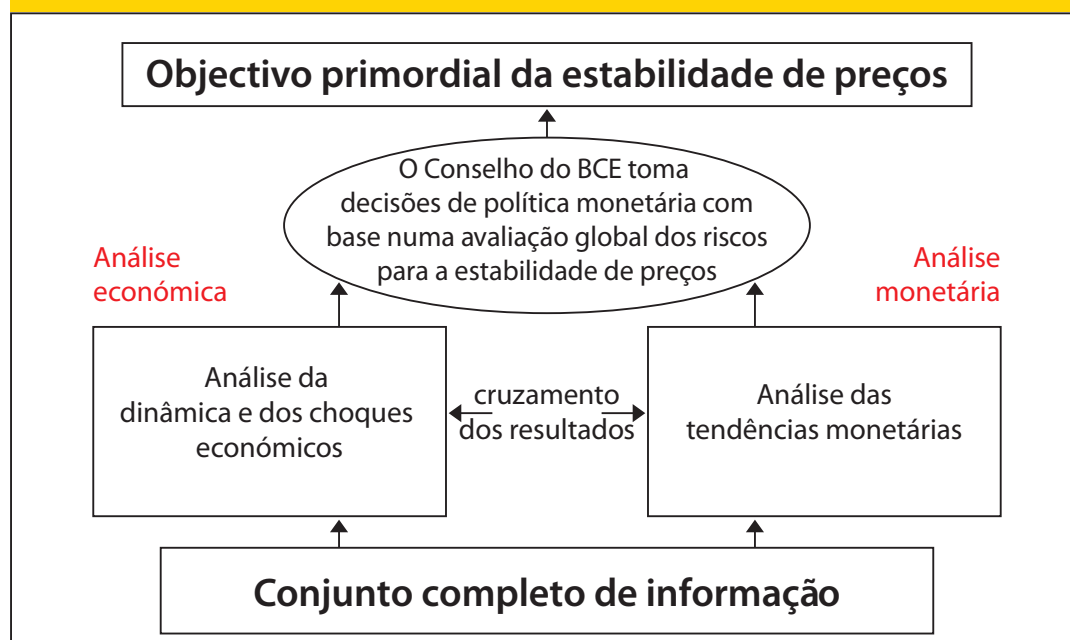 Objectivo primordial da estabilidade de preços
O Conselho do BCE toma
decisões de política monetária com
base numa avaliação global dos riscos
para a estabilidade de preços
Análise
económica
Análise
monetária
Análise da
dinâmica e dos choques
económicos
cruzamento
dos resultados
Análise das
tendências monetárias
Conjunto completo de informação